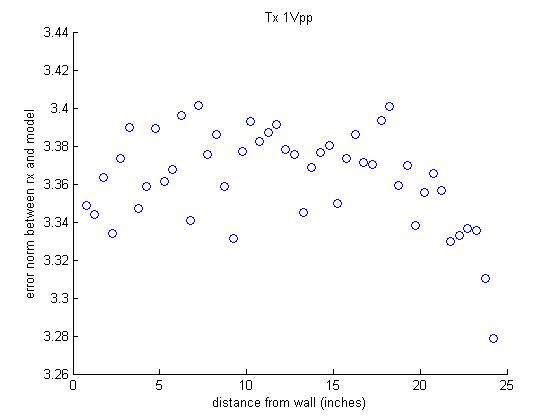 Tx 1Vpp
3.44
3.42
3.4
3.38
3.36
3.34
3.32
3.3
3.28
3.26
error norm between rx and model
0 5 10 15 20 25
distance from wall (inches)